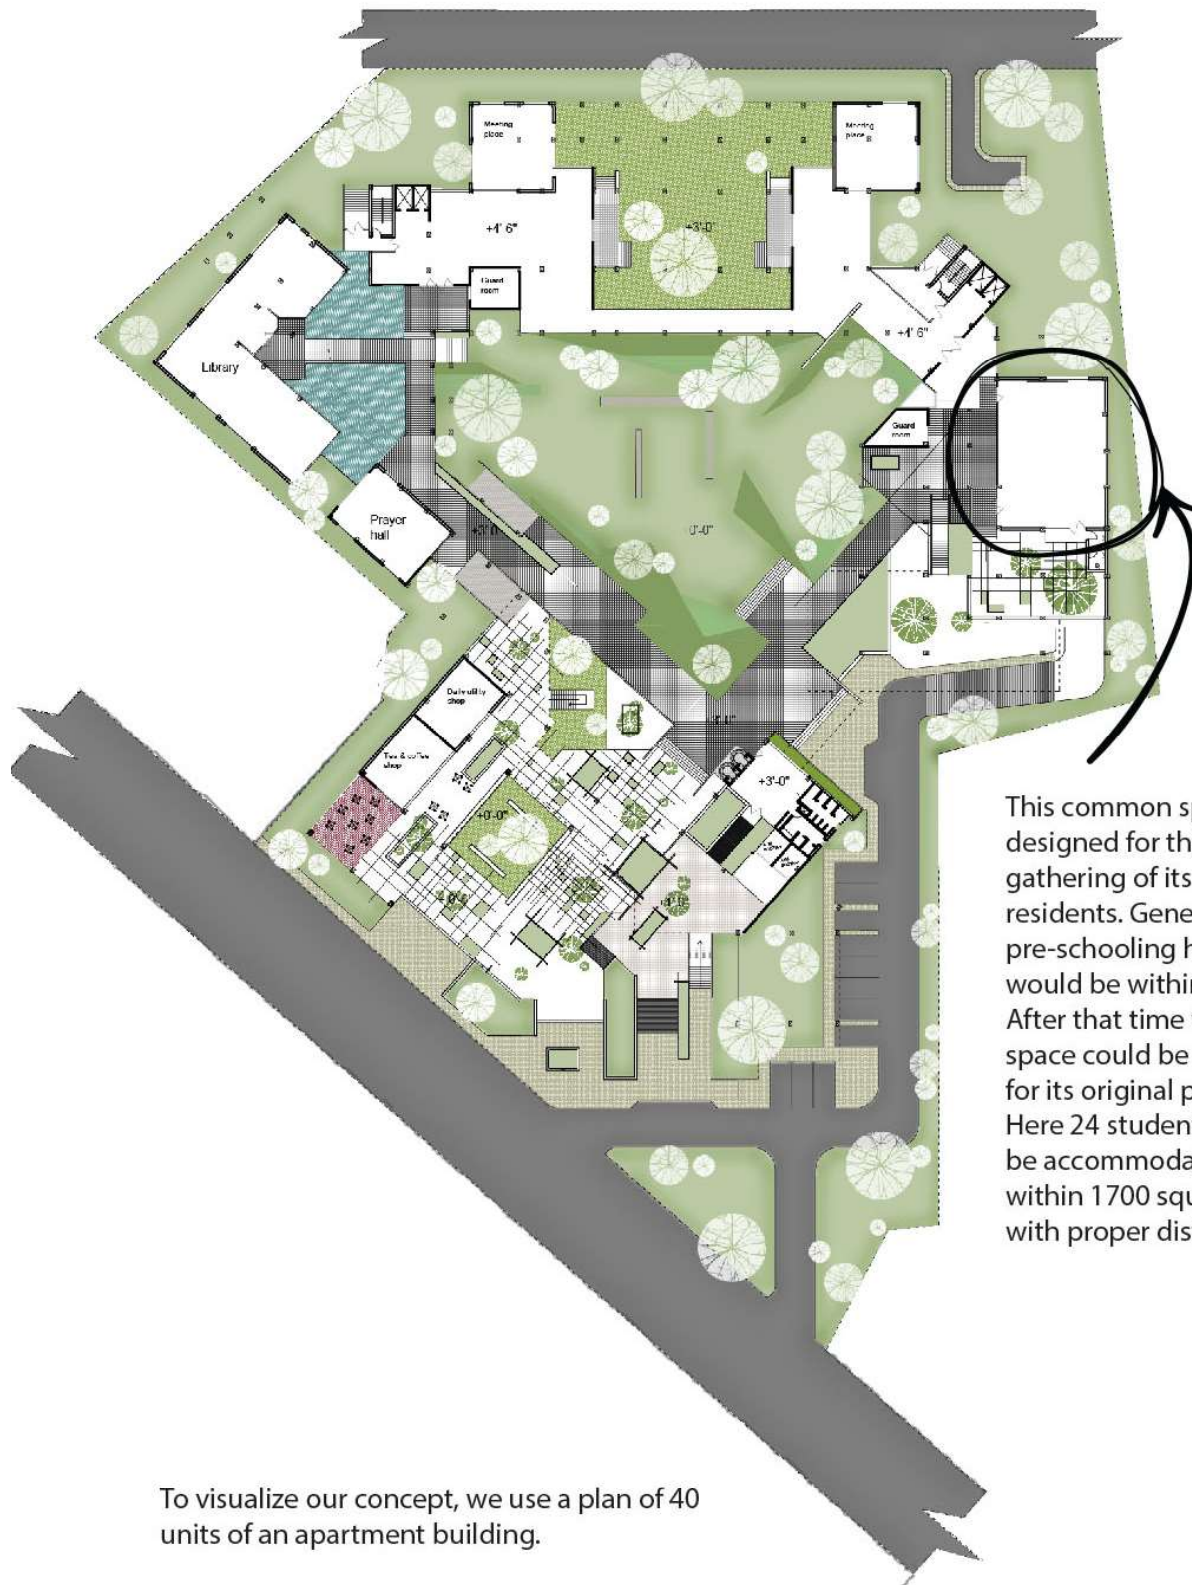 Meeting
place
Meeting
place
+4' 6"
+3'-0"
Guard
room
+4' 6"
Library
Guard
room
Prayer
hall
+3' 0"
0'-0"
Daily utility
shop
Tea & coffee
shop
+3'-0"
+0'-0"
This common sp
designed for th
gathering of its
residents. Gene
pre-schooling h
would be within
After that time
space could be
for its original p
Here 24 student
be accommoda
within 1700 squ
with proper dis
To visualize our concept, we use a plan of 40
units of an apartment building.